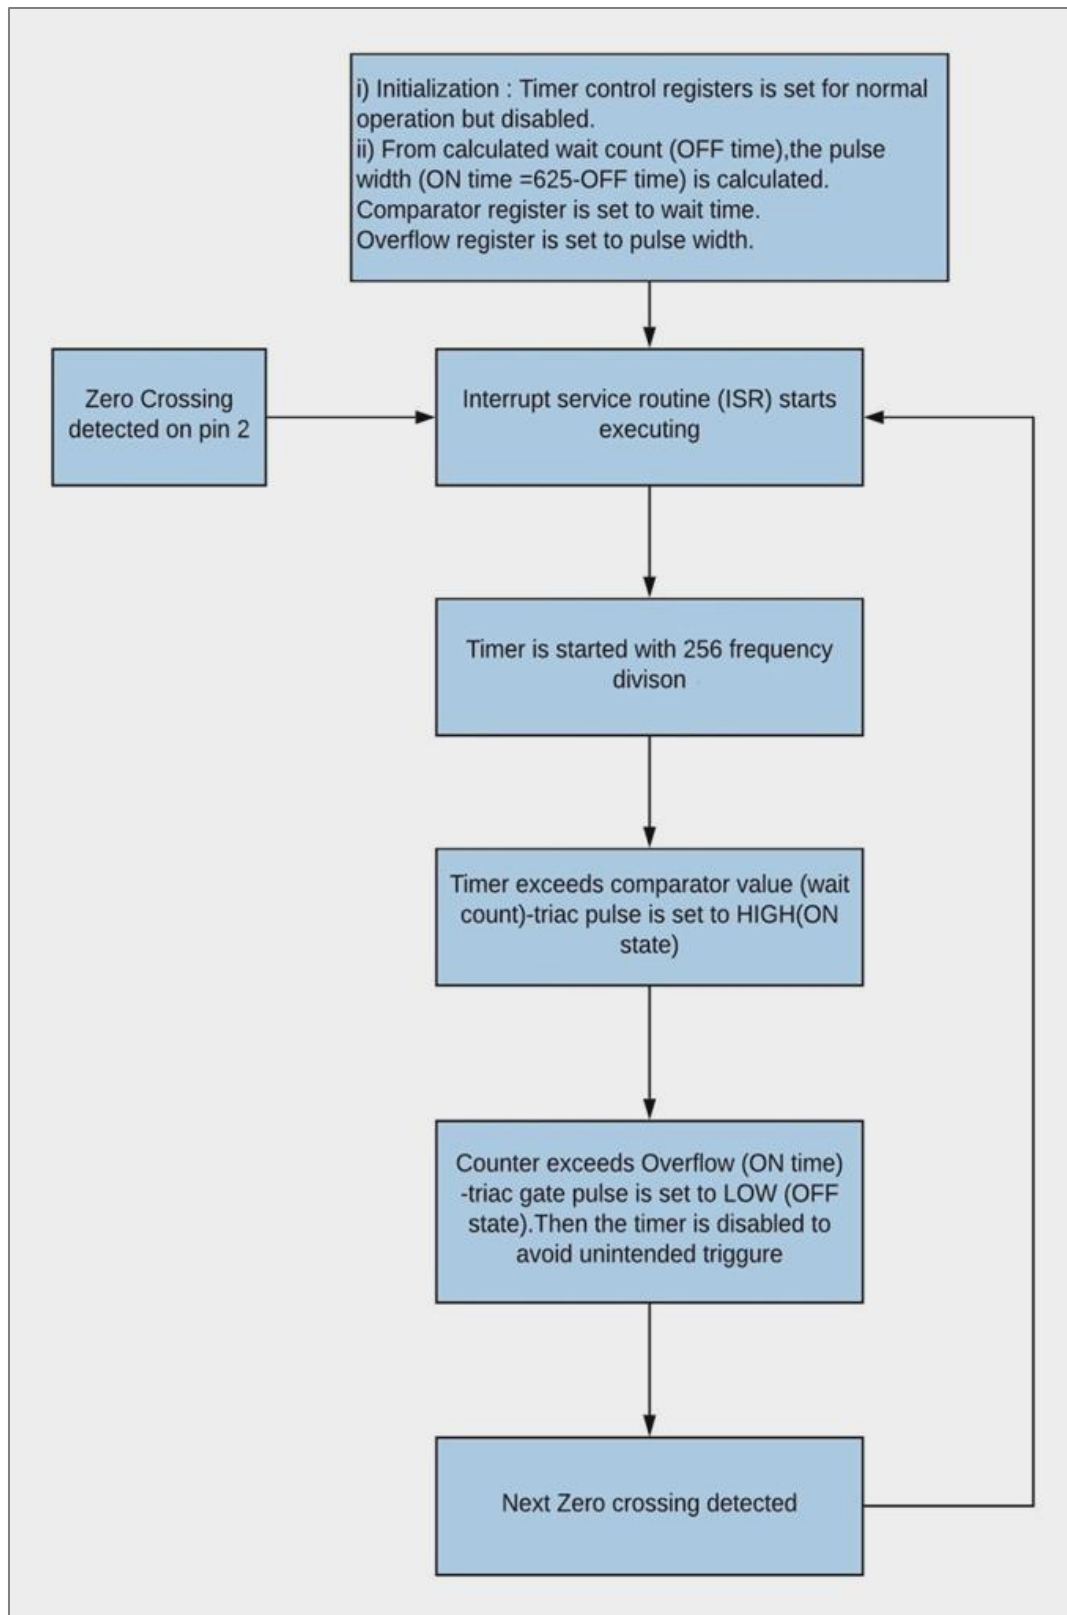 i) Initialization : Timer control registers is set for normal
operation but disabled.
ii) From calculated wait count (OFF time),the pulse
width (ON time =625-OFF time) is calculated.
Comparator register is set to wait time.
Overflow register is set to pulse width.
Zero Crossing
detected on pin 2
Interrupt service routine (ISR) starts
executing
Timer is started with 256 frequency
divison
Timer exceeds comparator value (wait
count)-triac pulse is set to HIGH(ON
state)
Counter exceeds Overflow (ON time)
-triac gate pulse is set to LOW (OFF
state).Then the timer is disabled to
avoid unintended triggure
Next Zero crossing detected